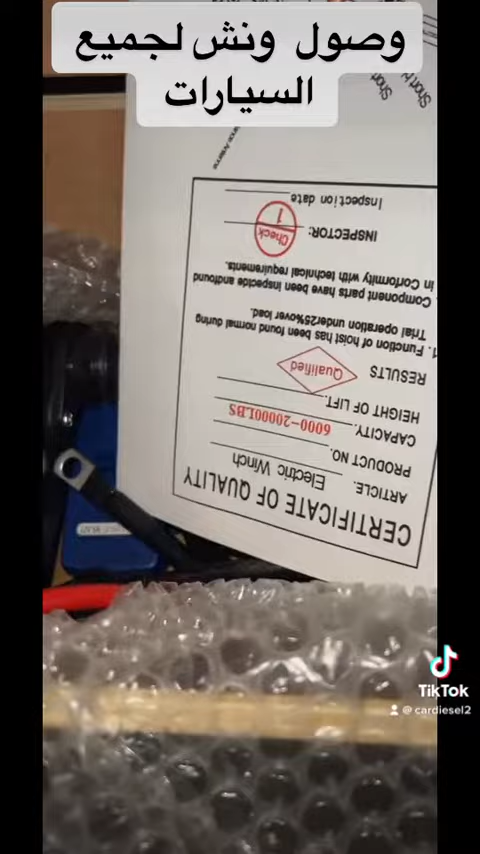 وصول ونش لجميع
السيارات
CERTIFICATE OF QUALITY
ARTICLE. Electric Winch
PRODUCT NO.
CAPACITY. 6000-20000LBS
HEIGHT OF LIFT.
RESULTS Qualified
1. Function of hoist has been found normal during
Trial operation under25%over load.
Component parts have been inspecte andfound
in Conformity with technical requirements.
INSPECTOR: Check 1
Inspection date
TikTok
@cardiesel2